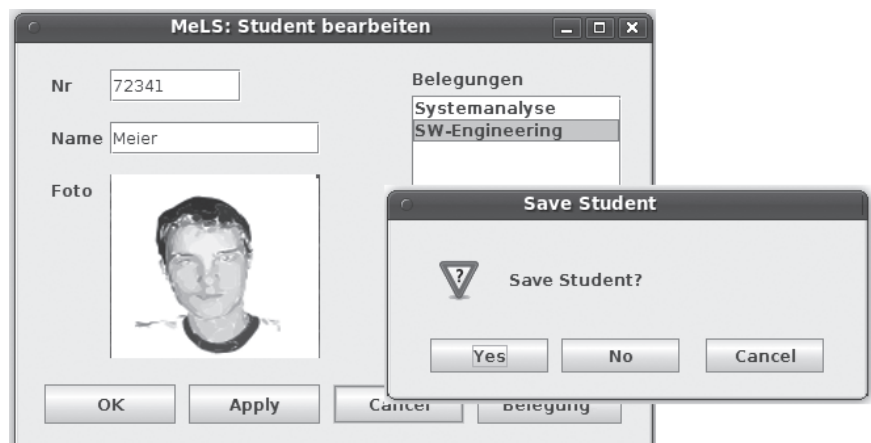 MeLS: Student bearbeiten
Nr 72341
Name Meier
Foto
Belegungen
Systemanalyse
SW-Engineering
Save Student
?
Save Student?
Yes No Cancel
OK Apply Cancel Belegung